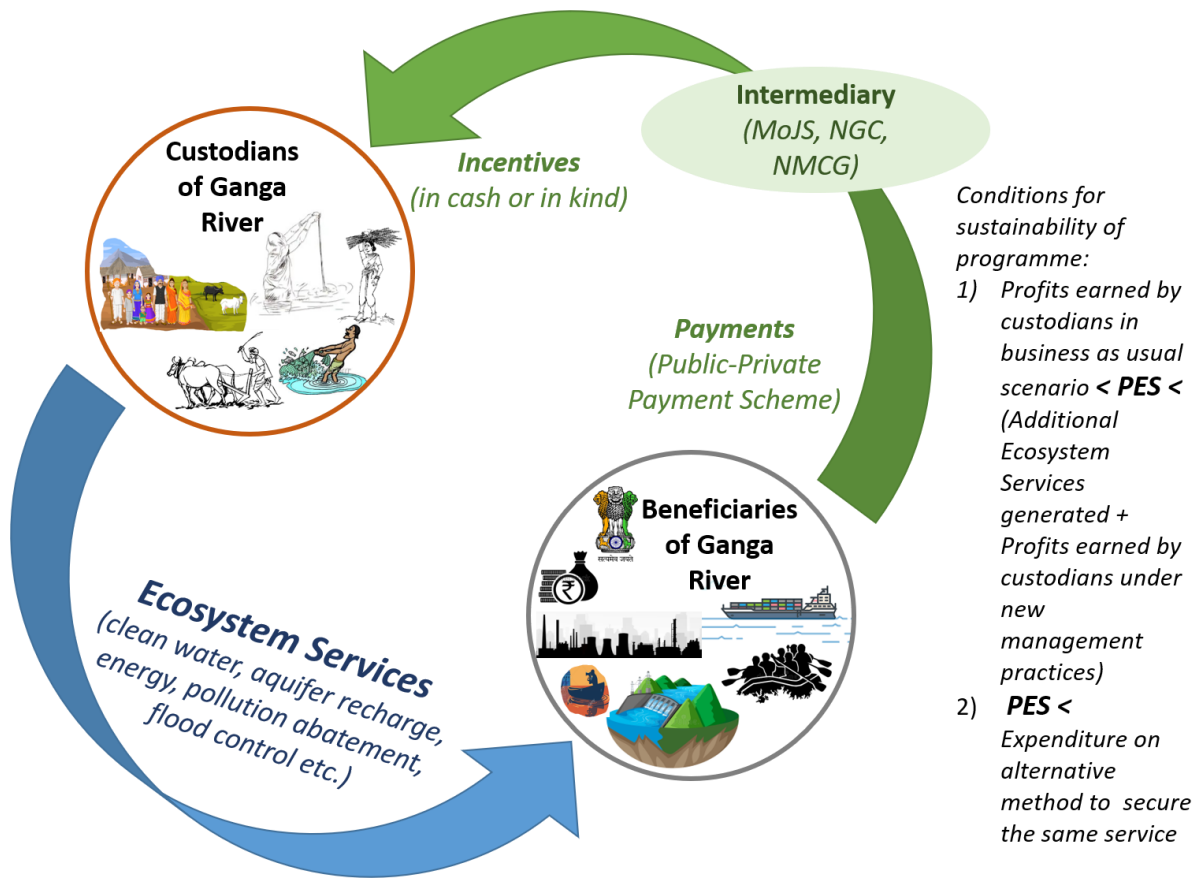 Intermediary
(MoJS, NGC,
NMCG)
Custodians
of Ganga
River
Incentives
(in cash or in kind)
Payments
(Public-Private
Payment Scheme)
Beneficiaries
of Ganga
River
सत्यमेव जयते
₹
Ecosystem Services
(clean water, aquifer recharge,
energy, pollution abatement,
flood control etc.)
Conditions for
sustainability of
programme:
1) Profits earned by
custodians in
business as usual
scenario < PES <
(Additional
Ecosystem
Services
generated +
Profits earned by
custodians under
new
management
practices)
2) PES <
Expenditure on
alternative
method to secure
the same service